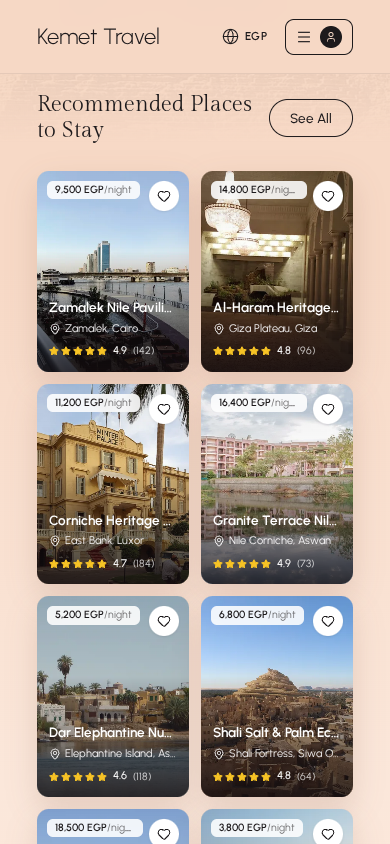 Kemet Travel
EGP
Recommended Places
to Stay
See All
9,500 EGP/night
14,800 EGP/nig...
Zamalek Nile Pavili...
Zamalek, Cairo
4.9 (142)
Al-Haram Heritage...
Giza Plateau, Giza
4.8 (96)
11,200 EGP/night
16,400 EGP/nig...
WINTER
PALACE
Corniche Heritage ...
East Bank, Luxor
4.7 (184)
Granite Terrace Nil...
Nile Corniche, Aswan
4.9 (73)
5,200 EGP/night
6,800 EGP/night
Dar Elephantine Nu...
Elephantine Island, As...
4.6 (118)
Shali Salt & Palm Ec...
Shali Fortress, Siwa O...
4.8 (64)
18,500 EGP/nig...
3,800 EGP/night